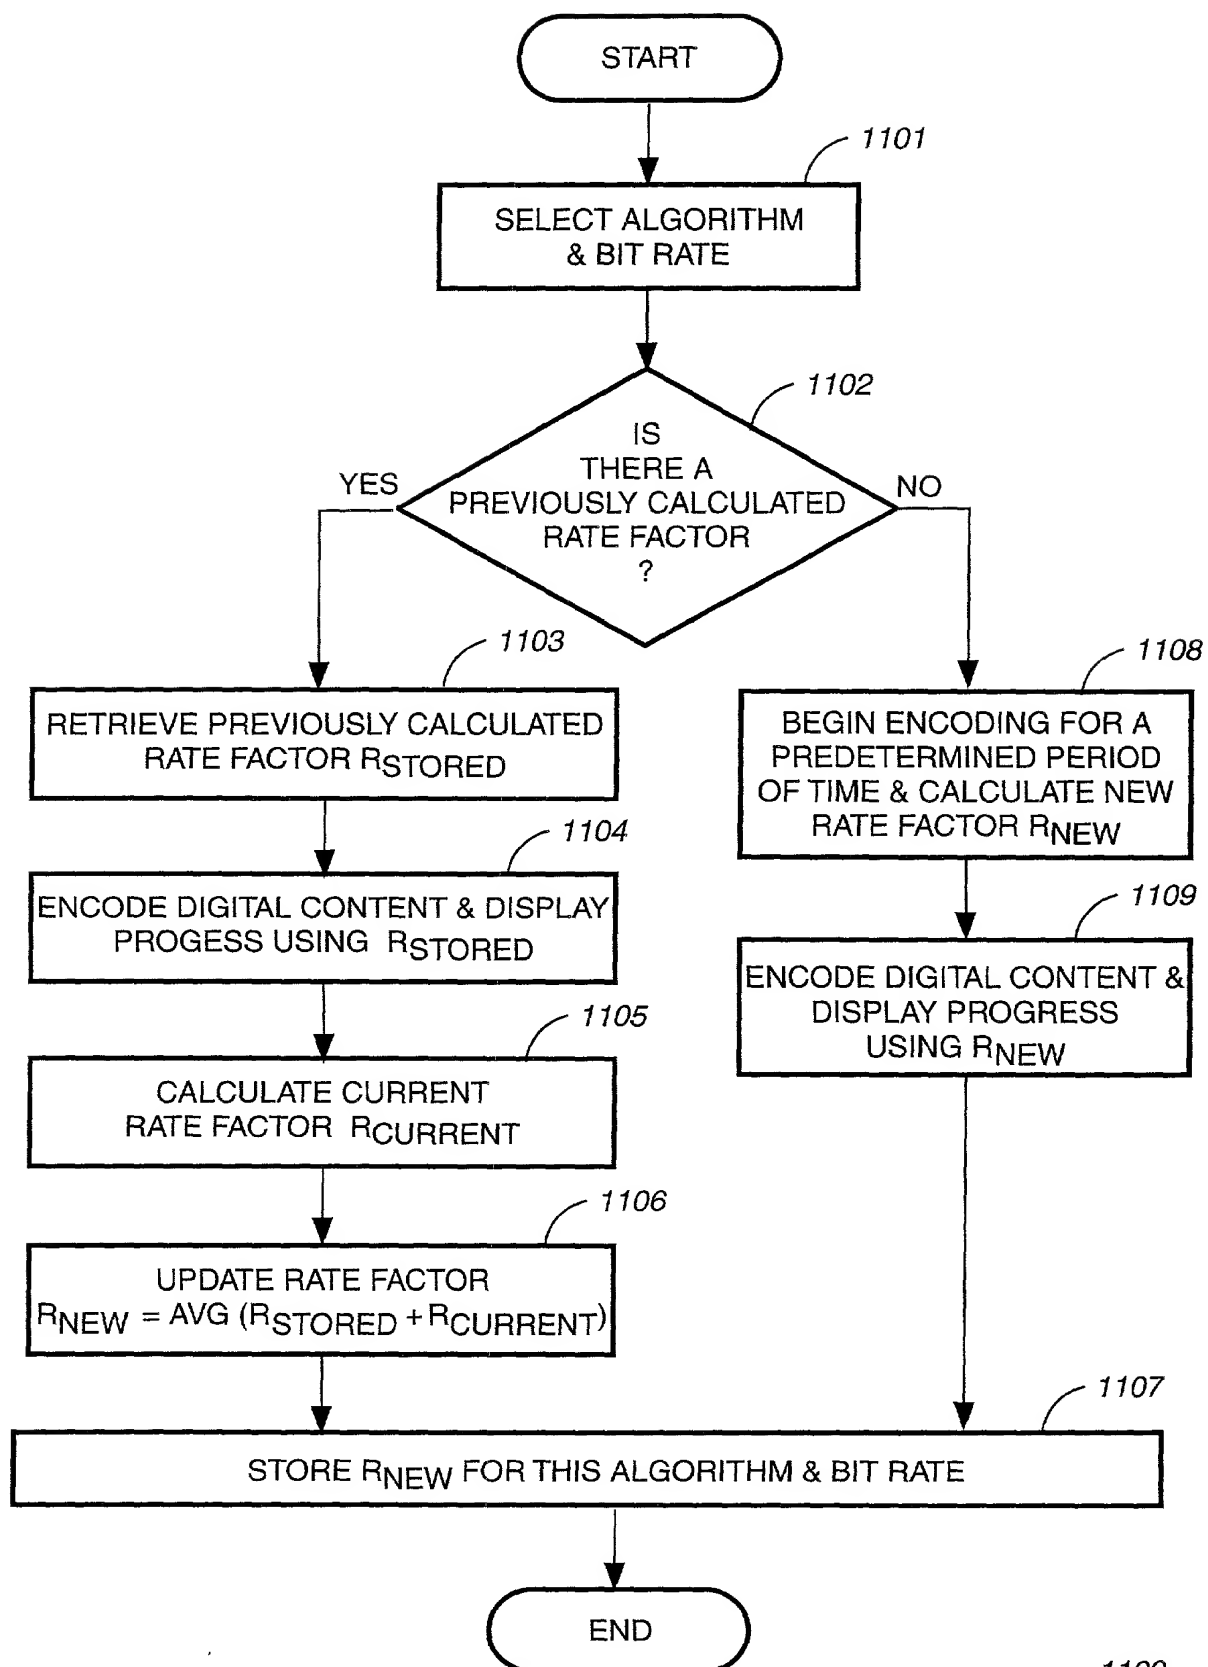 START
1101
SELECT ALGORITHM
& BIT RATE
1102
IS
THERE A
PREVIOUSLY CALCULATED
RATE FACTOR
?
YES
NO
1103
RETRIEVE PREVIOUSLY CALCULATED
RATE FACTOR RSTORED
1104
ENCODE DIGITAL CONTENT & DISPLAY
PROGESS USING RSTORED
1105
CALCULATE CURRENT
RATE FACTOR RCURRENT
1106
UPDATE RATE FACTOR
RNEW = AVG (RSTORED + RCURRENT)
1108
BEGIN ENCODING FOR A
PREDETERMINED PERIOD
OF TIME & CALCULATE NEW
RATE FACTOR RNEW
1109
ENCODE DIGITAL CONTENT &
DISPLAY PROGRESS
USING RNEW
1107
STORE RNEW FOR THIS ALGORITHM & BIT RATE
END